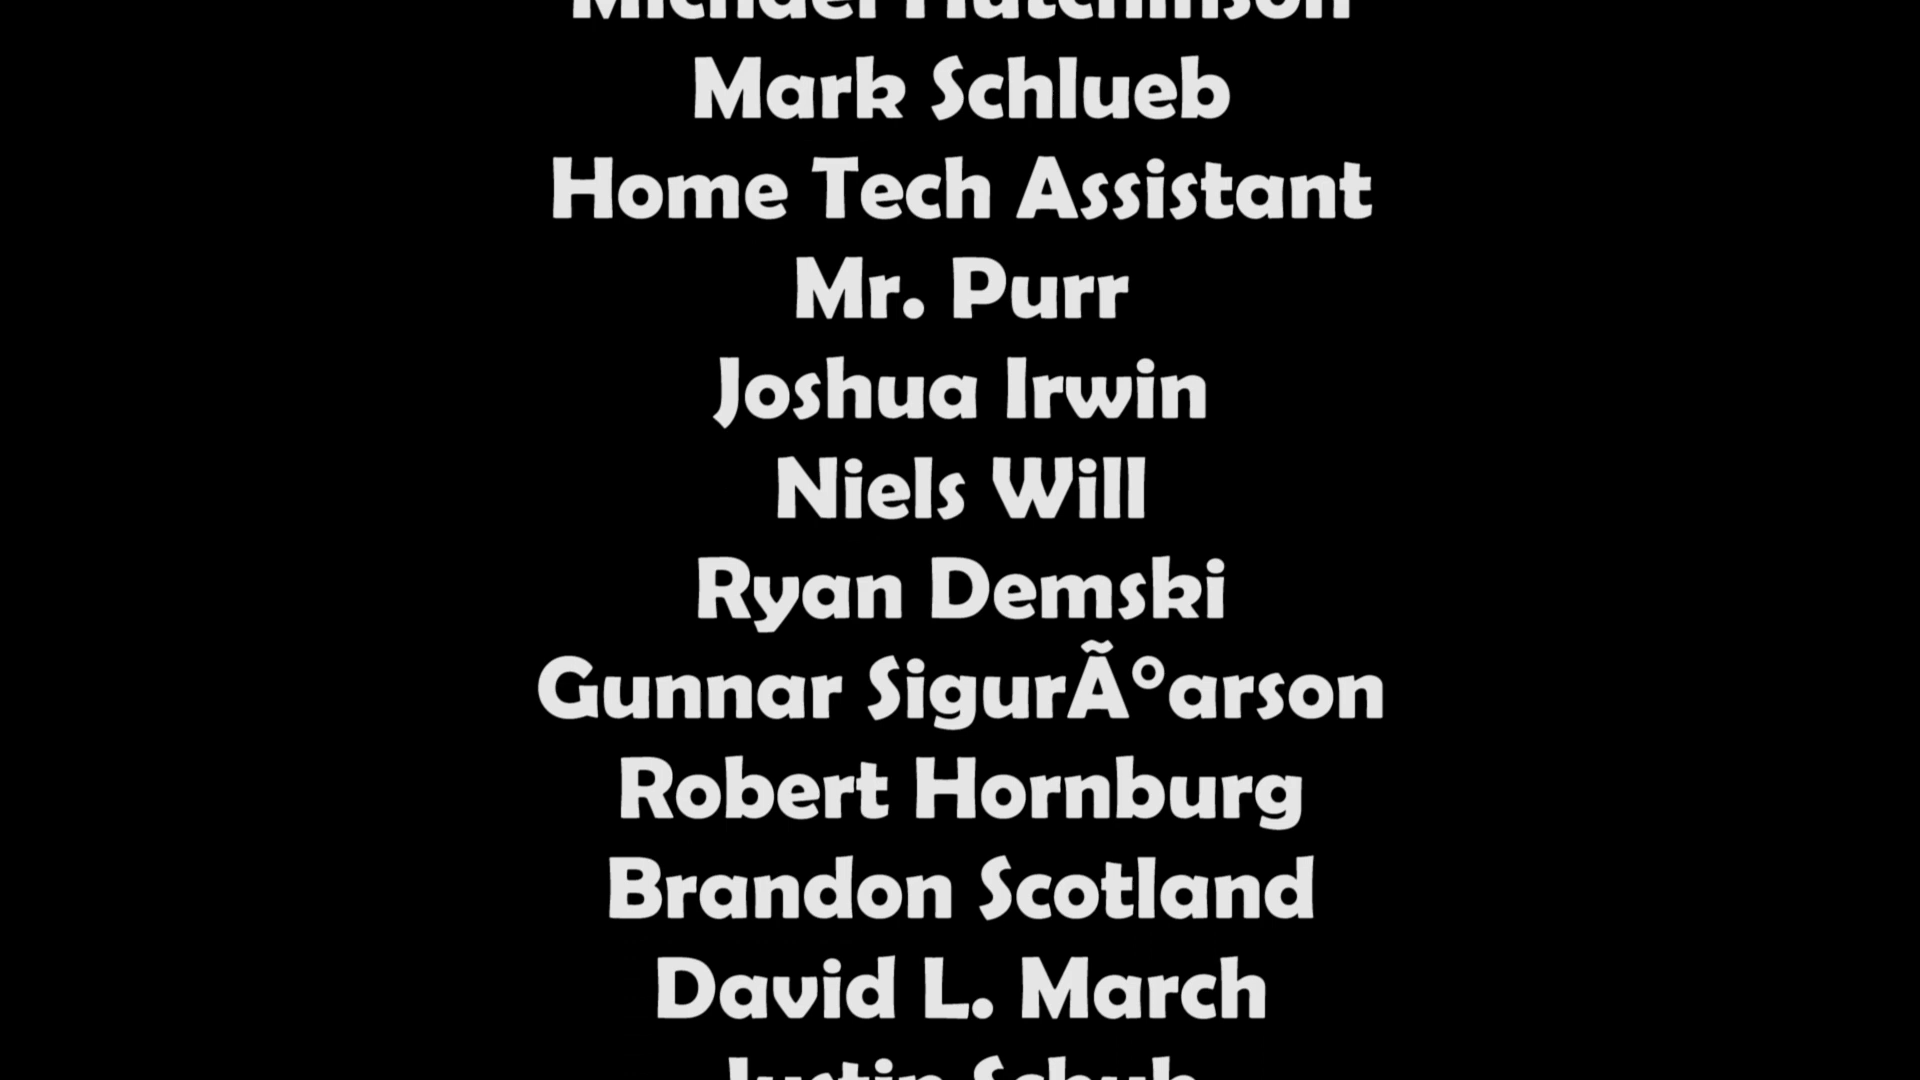 Michael Hutchinson
Mark Schlueb
Home Tech Assistant
Mr. Purr
Joshua Irwin
Niels Will
Ryan Demski
Gunnar SigurÃ°arson
Robert Hornburg
Brandon Scotland
David L. March
Justin Schub